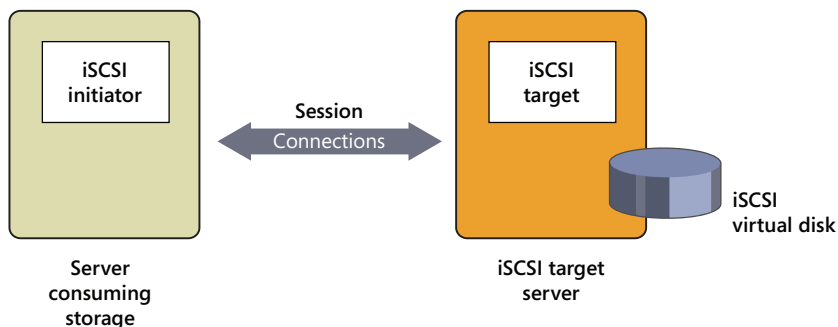 iSCSI
initiator
Session
Connections
iSCSI
target
iSCSI
virtual disk
Server
consuming
storage
iSCSI target
server